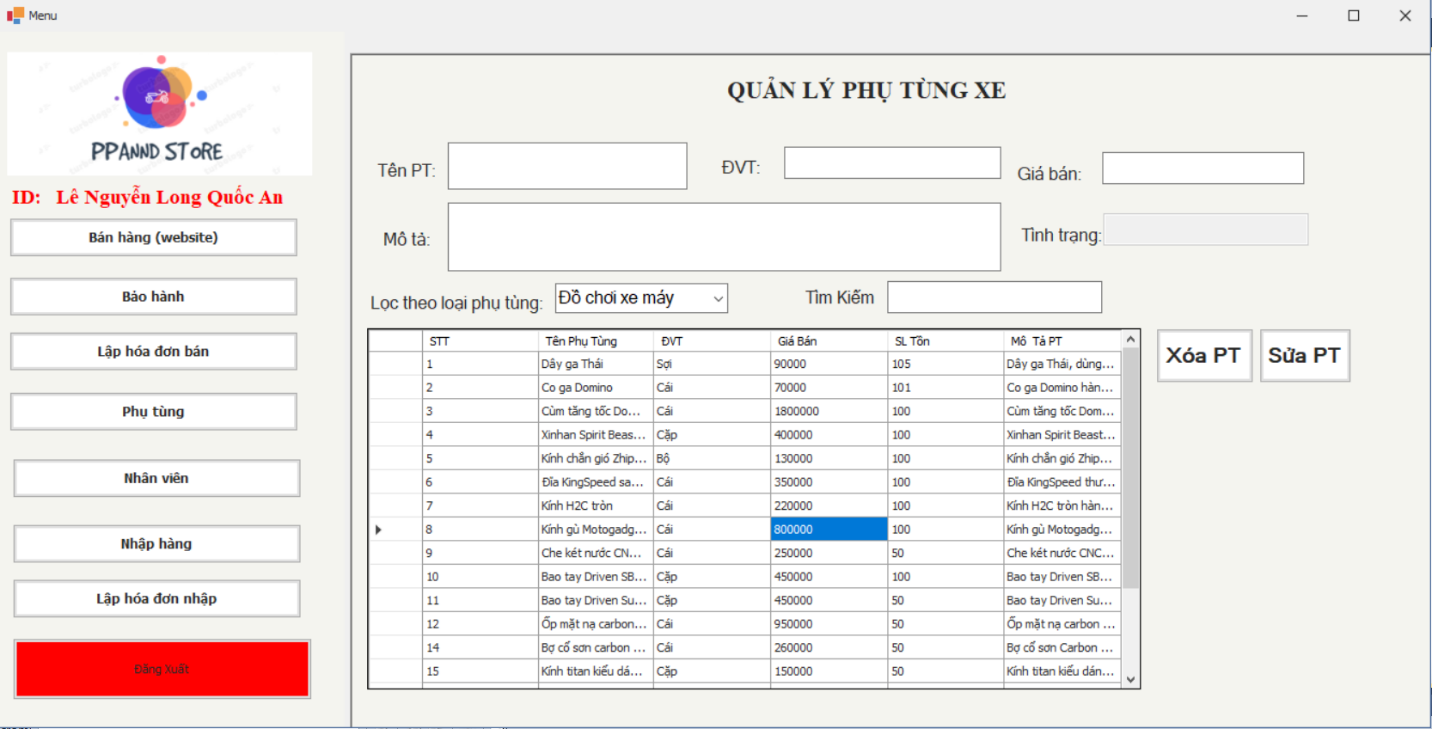 Menu
PPANND SToRE
ID: Lê Nguyễn Long Quốc An
Bán hàng (website)
Bảo hành
Lập hóa đơn bán
Phụ tùng
Nhân viên
Nhập hàng
Lập hóa đơn nhập
Đăng Xuất
QUẢN LÝ PHỤ TÙNG XE
Tên PT:
ĐVT:
Giá bán:
Mô tả:
Tình trạng:
Lọc theo loại phụ tùng: Đồ chơi xe máy
Tìm Kiếm
STT Tên Phụ Tùng ĐVT Giá Bán SL Tồn Mô Tả PT
1 Dây ga Thái Sợi 90000 105 Dây ga Thái, dùng...
2 Co ga Domino Cái 70000 101 Co ga Domino hàn...
3 Cùm tăng tốc Do... Cái 1800000 100 Cùm tăng tốc Dom...
4 Xinhan Spirit Beas... Cặp 400000 100 Xinhan Spirit Beast...
5 Kính chắn gió Zhip... Bộ 130000 100 Kính chắn gió Zhip...
6 Đĩa KingSpeed sa... Cái 350000 100 Đĩa KingSpeed thư...
7 Kính H2C tròn Cái 220000 100 Kính H2C tròn hàn...
8 Kính gù Motogadg... Cái 800000 100 Kính gù Motogadg...
9 Che két nước CN... Cái 250000 50 Che két nước CNC...
10 Bao tay Driven SB... Cặp 450000 100 Bao tay Driven SB...
11 Bao tay Driven Su... Cặp 450000 50 Bao tay Driven Su...
12 Ốp mặt nạ carbon... Cái 950000 50 Ốp mặt nạ carbon ...
14 Bợ cổ sơn carbon ... Cái 260000 50 Bợ cổ sơn Carbon ...
15 Kính titan kiểu dá... Cặp 150000 50 Kính titan kiểu dán...
Xóa PT
Sửa PT